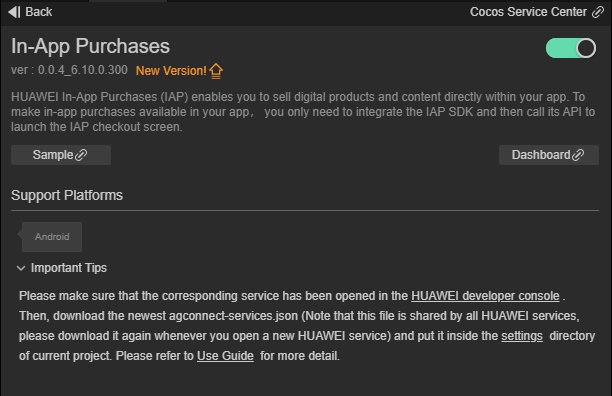 Back
Cocos Service Center
In-App Purchases
ver : 0.0.4_6.10.0.300 New Version!
HUAWEI In-App Purchases (IAP) enables you to sell digital products and content directly within your app. To
make in-app purchases available in your app， you only need to integrate the IAP SDK and then call its API to
launch the IAP checkout screen.
Sample
Dashboard
Support Platforms
Android
Important Tips
Please make sure that the corresponding service has been opened in the HUAWEI developer console .
Then, download the newest agconnect-services.json (Note that this file is shared by all HUAWEI services,
please download it again whenever you open a new HUAWEI service) and put it inside the settings directory
of current project. Please refer to Use Guide for more detail.